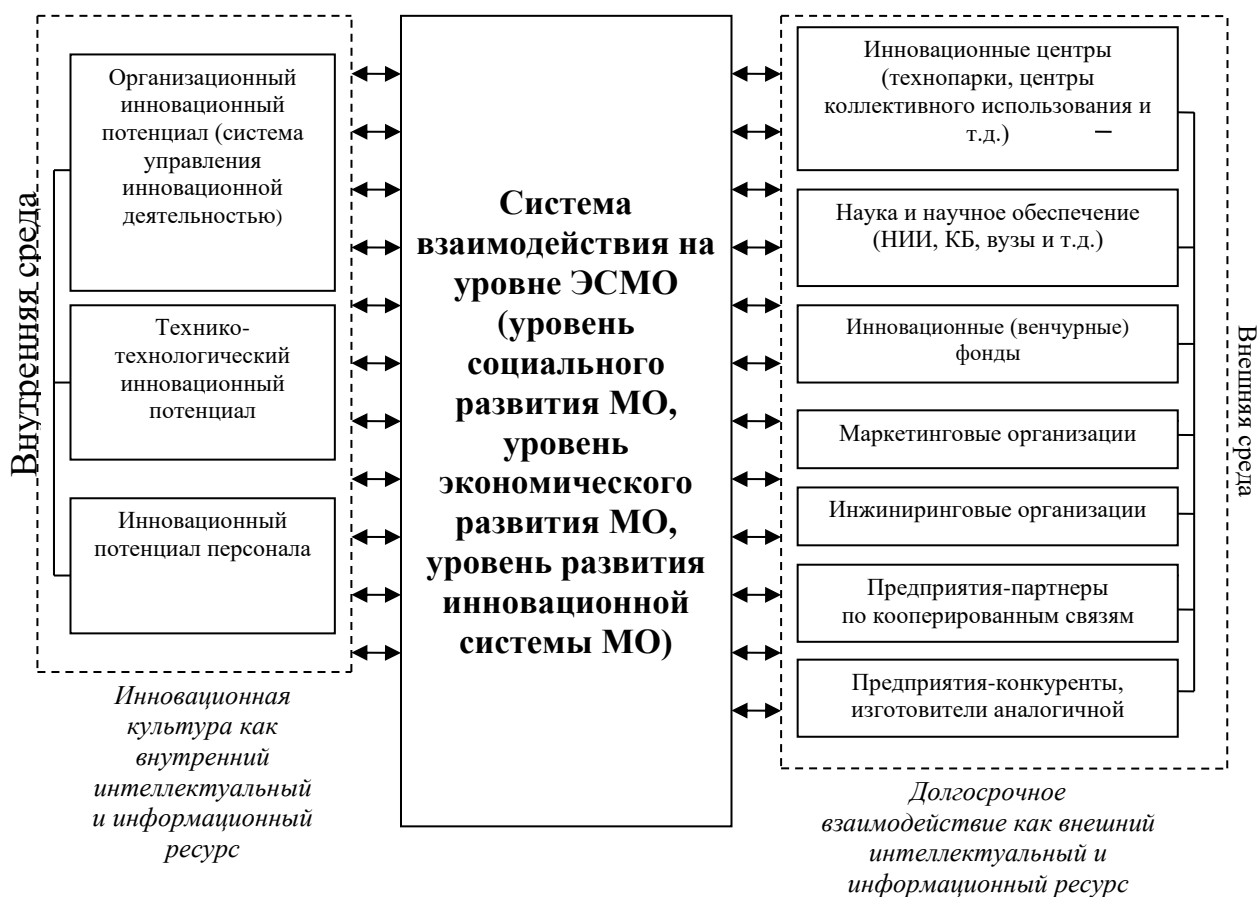 Внутренняя среда
Организационный
инновационный
потенциал (система
управления
инновационной
деятельностью)
Технико-
технологический
инновационный
потенциал
Инновационный
потенциал персонала
Инновационная
культура как
внутренний
интеллектуальный
и информационный
ресурс
Система
взаимодействия на
уровне ЭСМО
(уровень
социального
развития МО,
уровень
экономического
развития МО,
уровень развития
инновационной
системы МО)
Инновационные центры
(технопарки, центры
коллективного использования и
т.д.) –
Наука и научное обеспечение
(НИИ, КБ, вузы и т.д.)
Инновационные (венчурные)
фонды
Маркетинговые организации
Инжиниринговые организации
Предприятия-партнеры
по кооперированным связям
Предприятия-конкуренты,
изготовители аналогичной
Внешняя среда
Долгосрочное
взаимодействие как внешний
интеллектуальный и
информационный ресурс